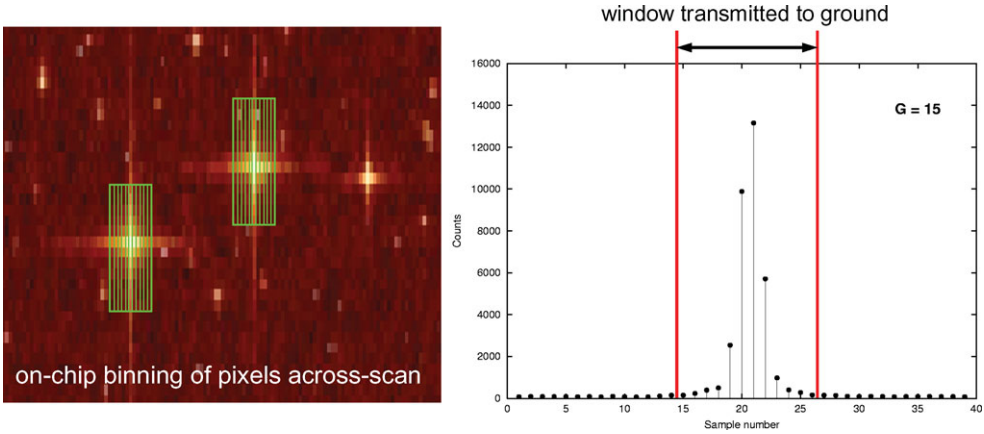 window transmitted to ground
on-chip binning of pixels across-scan
16000
14000
12000
10000
8000
6000
4000
2000
0
Counts
G = 15
0 5 10 15 20 25 30 35 40
Sample number